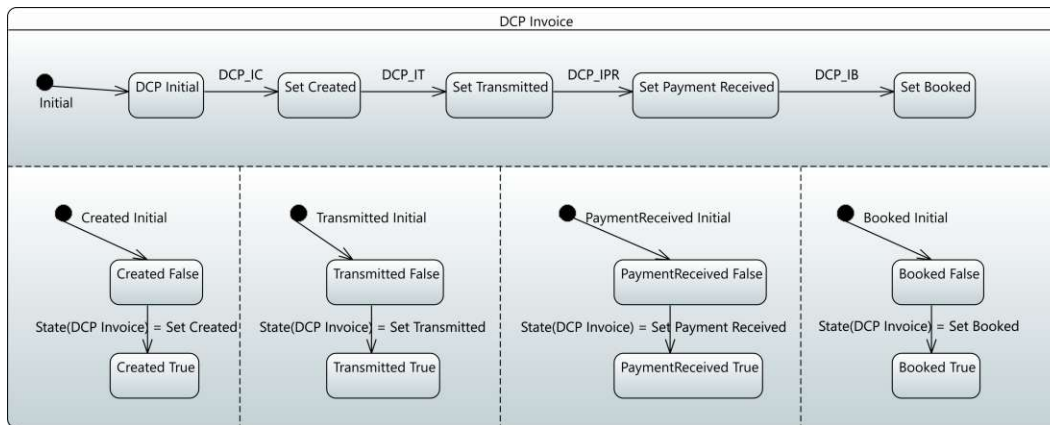 DCP Invoice
DCP_IC
DCP_IT
DCP_IPR
DCP_IB
Initial
DCP Initial
Set Created
Set Transmitted
Set Payment Received
Set Booked
Created Initial
Transmitted Initial
PaymentReceived Initial
Booked Initial
Created False
Transmitted False
PaymentReceived False
Booked False
State(DCP Invoice) = Set Created
State(DCP Invoice) = Set Transmitted
State(DCP Invoice) = Set Payment Received
State(DCP Invoice) = Set Booked
Created True
Transmitted True
PaymentReceived True
Booked True